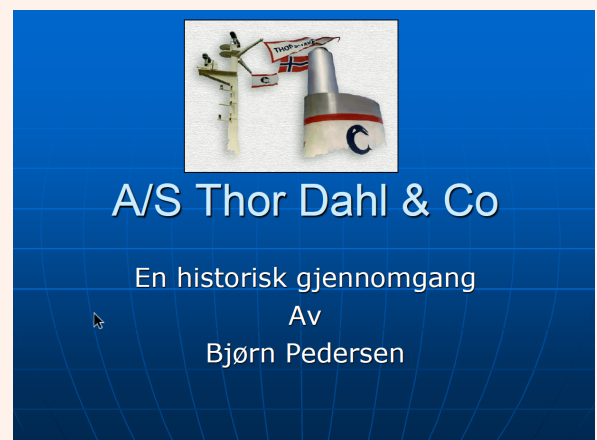 A/S Thor Dahl & Co
En historisk gjennomgang
Av
Bjørn Pedersen